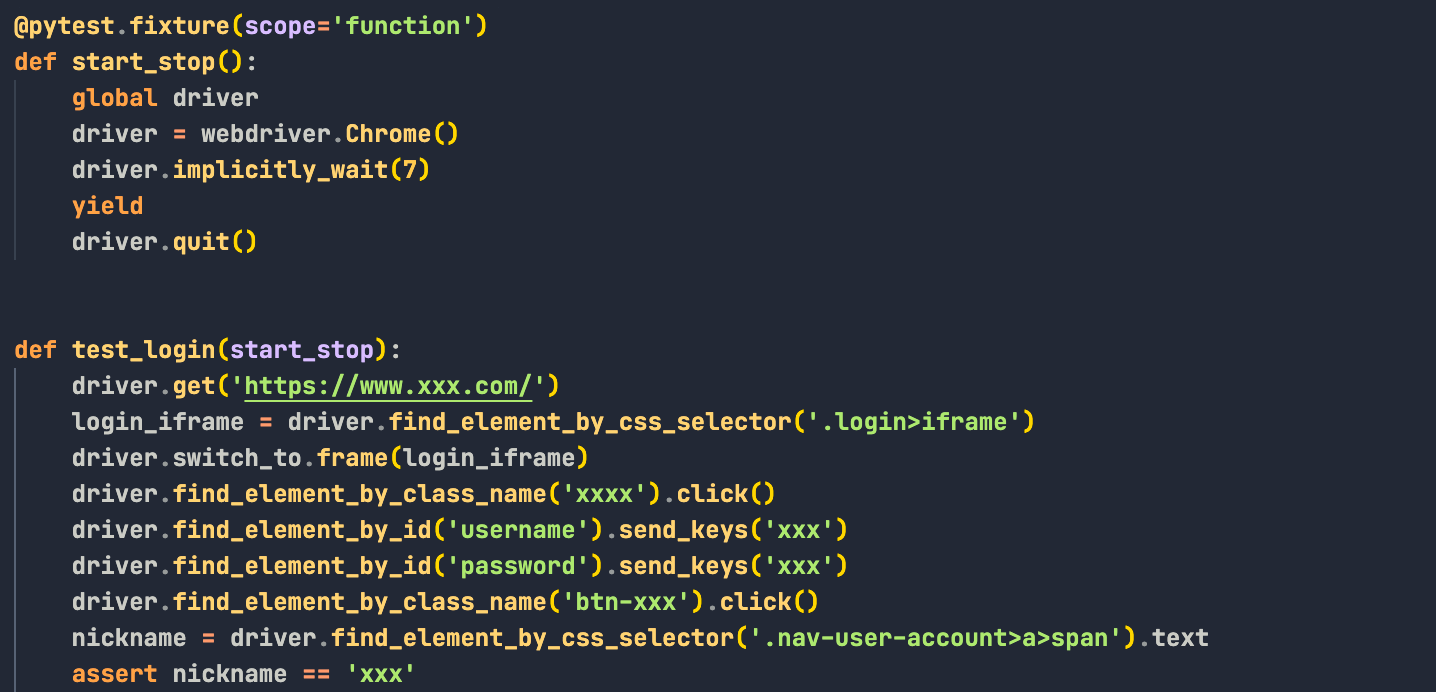 @pytest.fixture(scope='function')
def start_stop():
    global driver
    driver = webdriver.Chrome()
    driver.implicitly_wait(7)
    yield
    driver.quit()
def test_login(start_stop):
    driver.get('https://www.xxx.com/')
    login_iframe = driver.find_element_by_css_selector('.login>iframe')
    driver.switch_to.frame(login_iframe)
    driver.find_element_by_class_name('xxxx').click()
    driver.find_element_by_id('username').send_keys('xxx')
    driver.find_element_by_id('password').send_keys('xxx')
    driver.find_element_by_class_name('btn-xxx').click()
    nickname = driver.find_element_by_css_selector('.nav-user-account>a>span').text
    assert nickname == 'xxx'